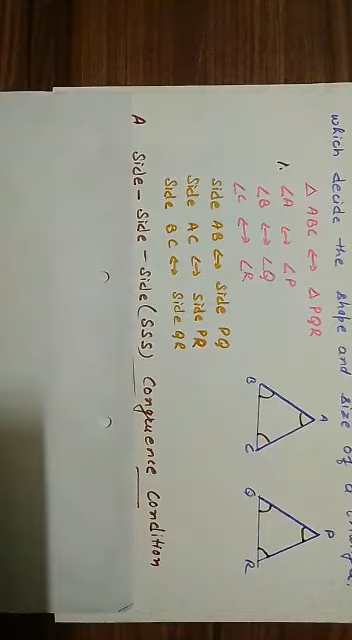 which decide the shape and size of a
△ ABC ↔ △ PQR
1. ∠A ↔ ∠P
∠B ↔ ∠Q
∠C ↔ ∠R
Side AB ↔ Side PQ
Side AC ↔ Side PR
Side BC ↔ Side QR
A
B C
P
Q R
A Side-Side-Side(SSS) Congruence Condition